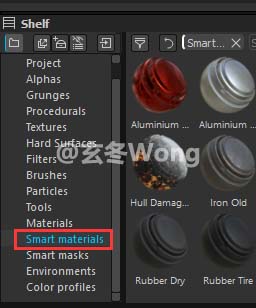 Shelf
Smart...
Project
Alphas
Grunges
Procedurals
Textures
Hard Surfaces
Filters
Brushes
Particles
Tools
Materials
Smart materials
Smart masks
Environments
Color profiles
Aluminium ...
Aluminium ...
Hull Damag...
Iron Old
Rubber Dry
Rubber Tire
@玄冬Wong